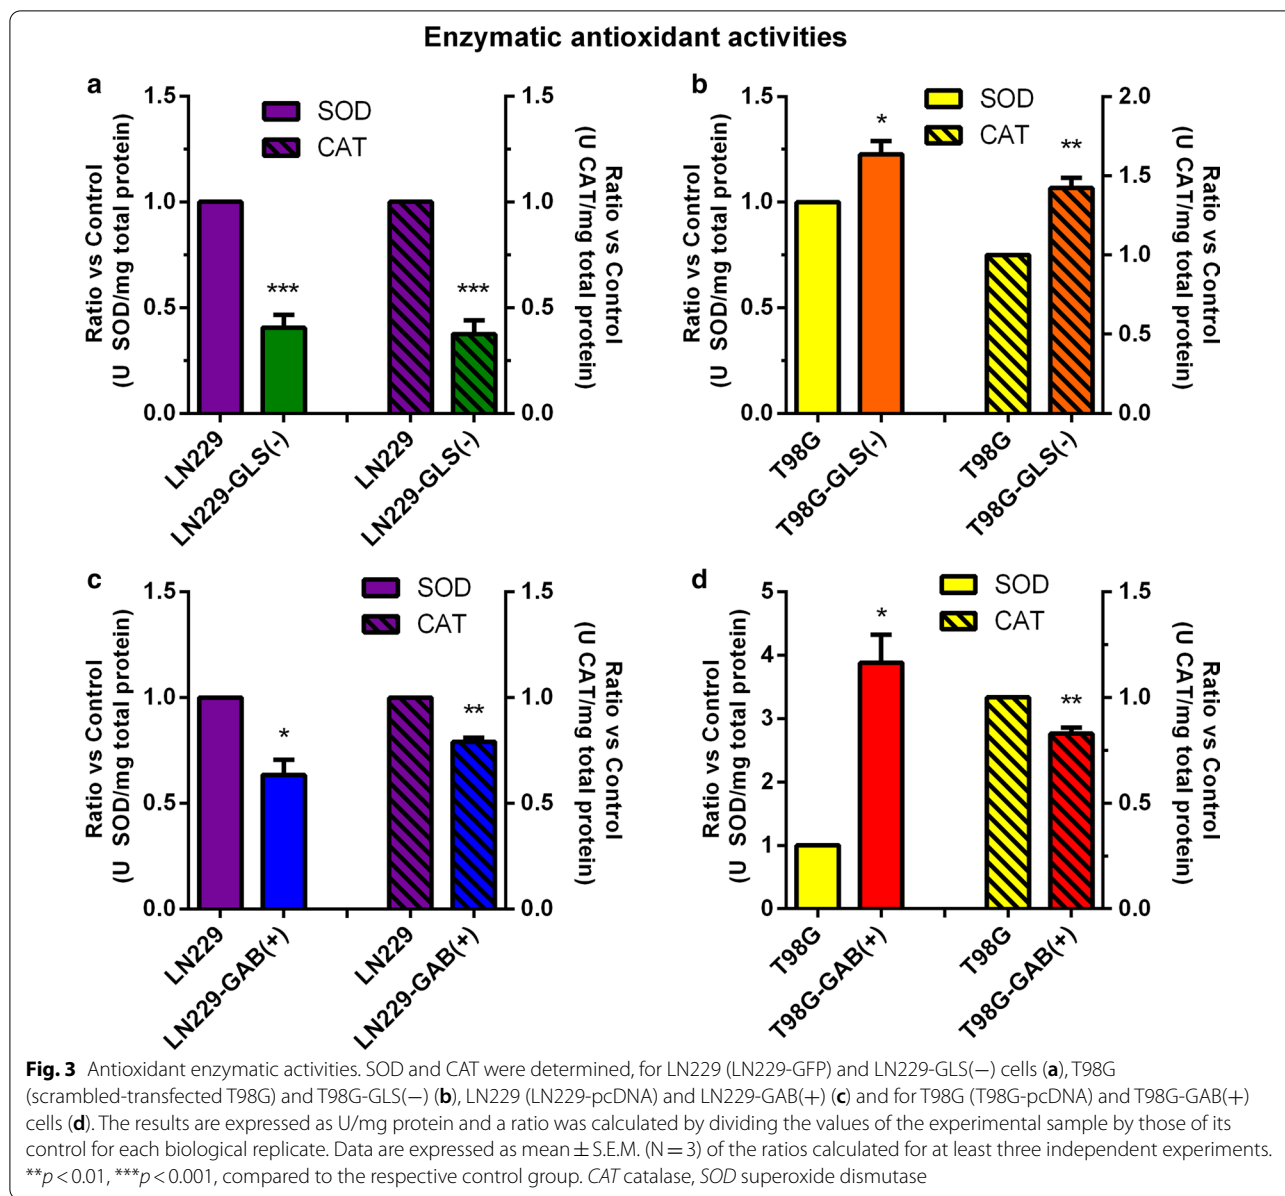 Enzymatic antioxidant activities
a
SOD
CAT
Ratio vs Control
(U SOD/mg total protein)
1.5
1.0
0.5
0.0
***
***
1.5
1.0
0.5
0.0
Ratio vs Control
(U CAT/mg total protein)
LN229
LN229-GLS(-)
LN229
LN229-GLS(-)
b
SOD
CAT
Ratio vs Control
(U SOD/mg total protein)
1.5
1.0
0.5
0.0
*
**
2.0
1.5
1.0
0.5
0.0
Ratio vs Control
(U CAT/mg total protein)
T98G
T98G-GLS(-)
T98G
T98G-GLS(-)
c
SOD
CAT
Ratio vs Control
(U SOD/mg total protein)
1.5
1.0
0.5
0.0
*
**
1.5
1.0
0.5
0.0
Ratio vs Control
(U CAT/mg total protein)
LN229
LN229-GAB(+)
LN229
LN229-GAB(+)
d
SOD
CAT
Ratio vs Control
(U SOD/mg total protein)
5
4
3
2
1
0
*
**
1.5
1.0
0.5
0.0
Ratio vs Control
(U CAT/mg total protein)
T98G
T98G-GAB(+)
T98G
T98G-GAB(+)
Fig. 3 Antioxidant enzymatic activities. SOD and CAT were determined, for LN229 (LN229-GFP) and LN229-GLS(−) cells (a), T98G
(scrambled-transfected T98G) and T98G-GLS(−) (b), LN229 (LN229-pcDNA) and LN229-GAB(+) (c) and for T98G (T98G-pcDNA) and T98G-GAB(+)
cells (d). The results are expressed as U/mg protein and a ratio was calculated by dividing the values of the experimental sample by those of its
control for each biological replicate. Data are expressed as mean ± S.E.M. (N = 3) of the ratios calculated for at least three independent experiments.
**p < 0.01, ***p < 0.001, compared to the respective control group. CAT catalase, SOD superoxide dismutase